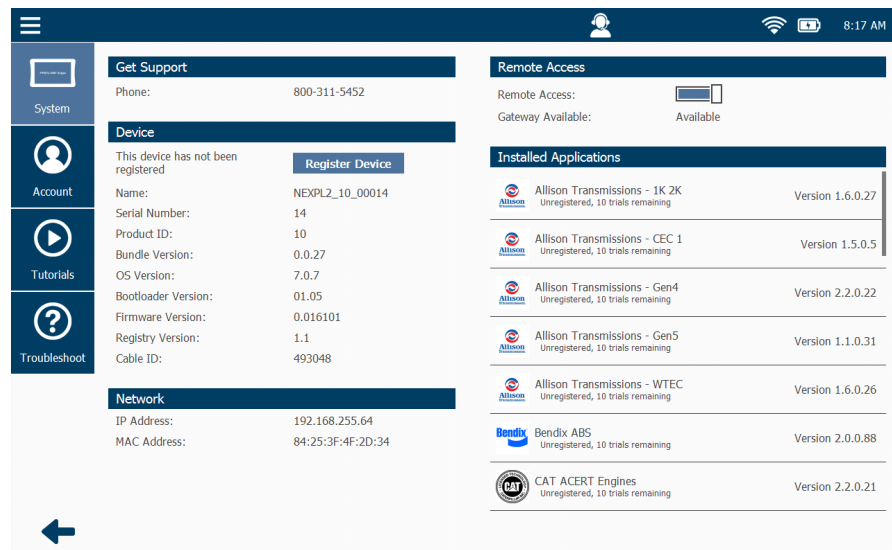 8:17 AM
System
Account
Tutorials
Troubleshoot
Get Support
Phone: 800-311-5452
Device
This device has not been
registered
Register Device
Name: NEXPL2_10_00014
Serial Number: 14
Product ID: 10
Bundle Version: 0.0.27
OS Version: 7.0.7
Bootloader Version: 01.05
Firmware Version: 0.016101
Registry Version: 1.1
Cable ID: 493048
Network
IP Address: 192.168.255.64
MAC Address: 84:25:3F:4F:2D:34
Remote Access
Remote Access:
Gateway Available: Available
Installed Applications
Allison
Allison Transmissions - 1K 2K
Version 1.6.0.27
Unregistered, 10 trials remaining
Allison
Allison Transmissions - CEC 1
Version 1.5.0.5
Unregistered, 10 trials remaining
Allison
Allison Transmissions - Gen4
Version 2.2.0.22
Unregistered, 10 trials remaining
Allison
Allison Transmissions - Gen5
Version 1.1.0.31
Unregistered, 10 trials remaining
Allison
Allison Transmissions - WTEC
Version 1.6.0.26
Unregistered, 10 trials remaining
Bendix
Bendix ABS
Version 2.0.0.88
Unregistered, 10 trials remaining
CAT
CAT ACERT Engines
Version 2.2.0.21
Unregistered, 10 trials remaining